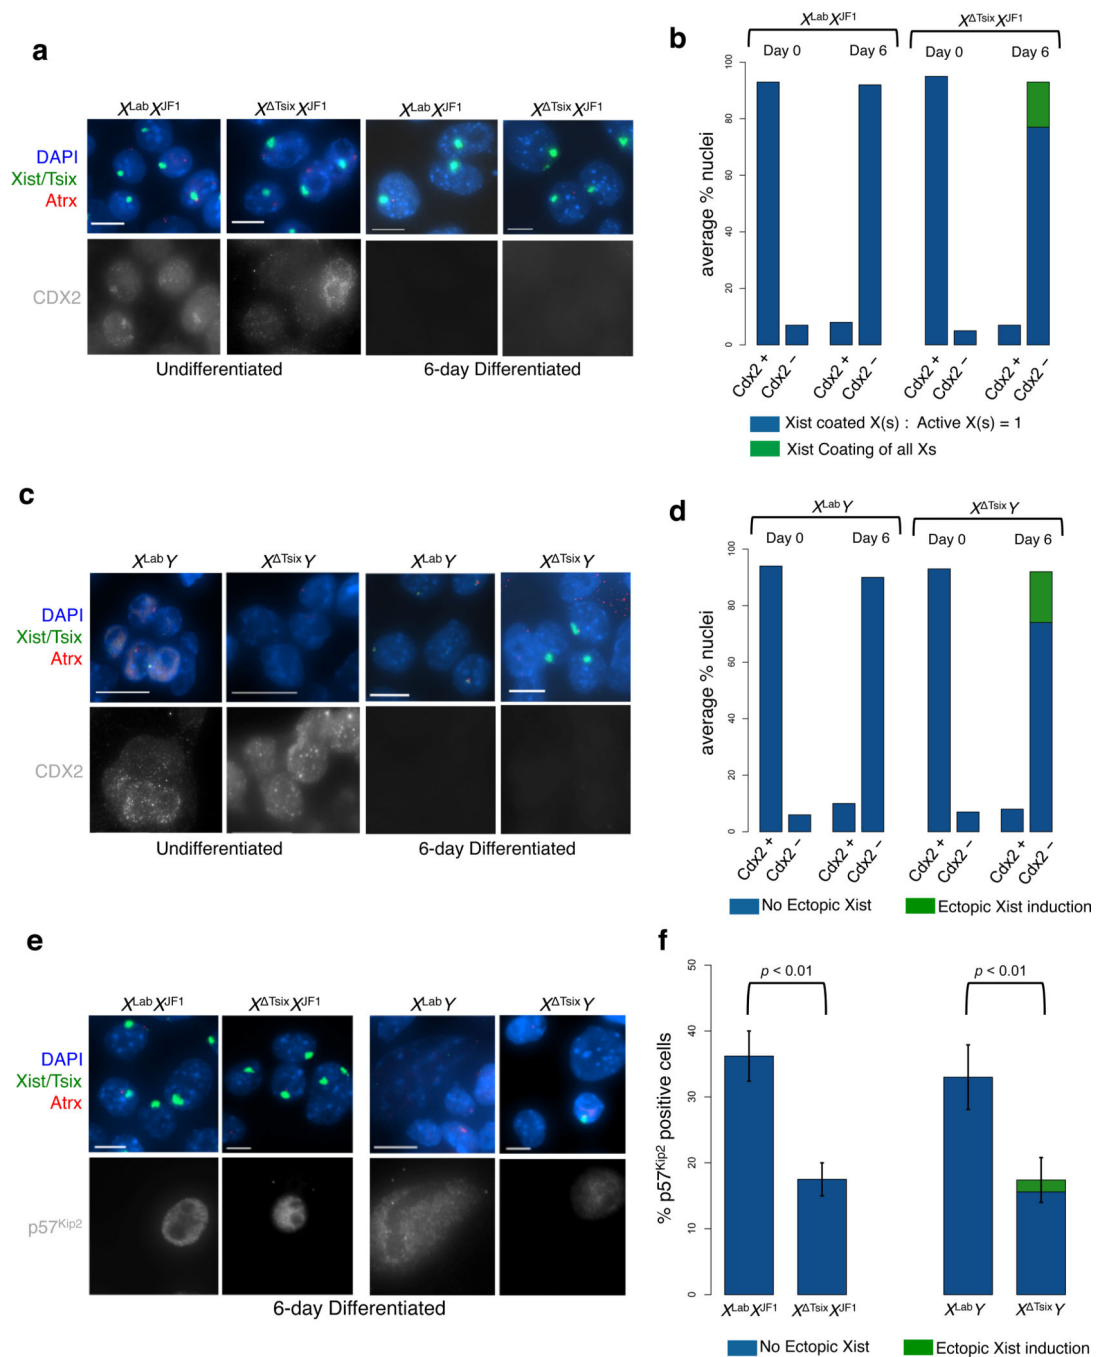 a
X^Lab X^JF1 X^ΔTsix X^JF1 X^Lab X^JF1 X^ΔTsix X^JF1
DAPI
Xist/Tsix
Atrx
CDX2
Undifferentiated 6-day Differentiated
b
X^Lab X^JF1 X^ΔTsix X^JF1
Day 0 Day 6 Day 0 Day 6
average % nuclei
100
80
60
40
20
0
Cdx2 + Cdx2 − Cdx2 + Cdx2 − Cdx2 + Cdx2 − Cdx2 + Cdx2 −
Xist coated X(s) : Active X(s) = 1
Xist Coating of all Xs
c
X^Lab Y X^ΔTsix Y X^Lab Y X^ΔTsix Y
DAPI
Xist/Tsix
Atrx
CDX2
Undifferentiated 6-day Differentiated
d
X^Lab Y X^ΔTsix Y
Day 0 Day 6 Day 0 Day 6
average % nuclei
100
80
60
40
20
0
Cdx2 + Cdx2 − Cdx2 + Cdx2 − Cdx2 + Cdx2 − Cdx2 + Cdx2 −
No Ectopic Xist Ectopic Xist induction
e
X^Lab X^JF1 X^ΔTsix X^JF1 X^Lab Y X^ΔTsix Y
DAPI
Xist/Tsix
Atrx
p57^Kip2
6-day Differentiated
f
p < 0.01 p < 0.01
% p57^Kip2 positive cells
50
40
30
20
10
0
X^Lab X^JF1 X^ΔTsix X^JF1 X^Lab Y X^ΔTsix Y
No Ectopic Xist Ectopic Xist induction